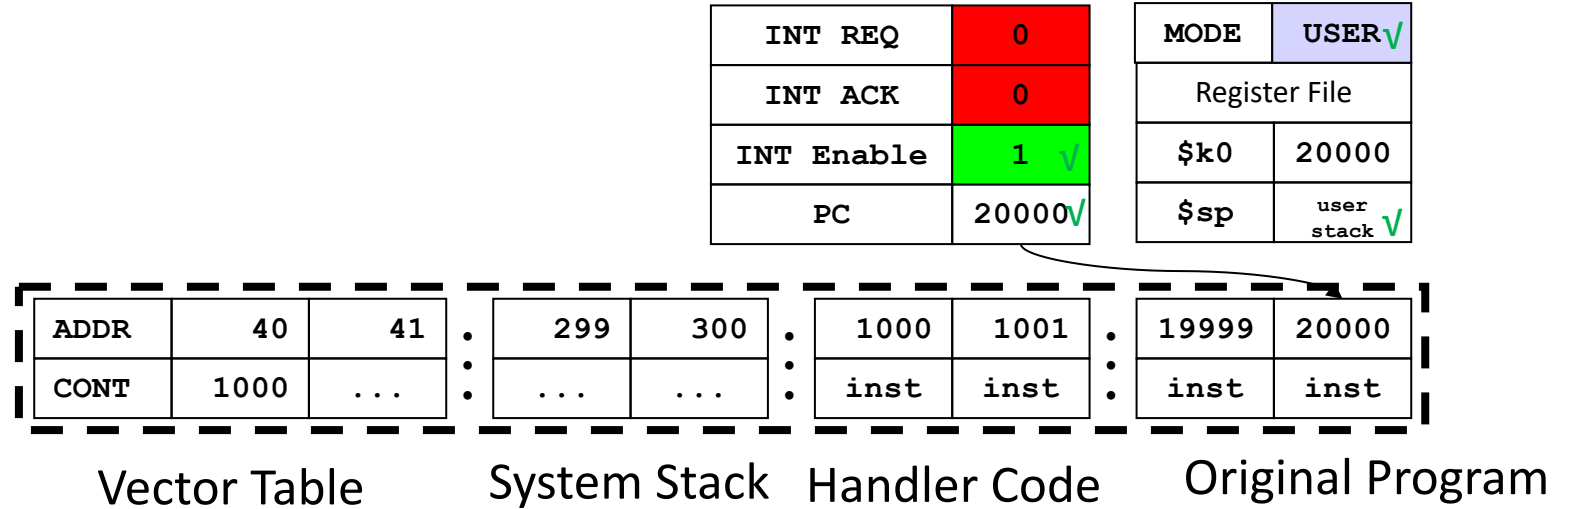 INT REQ 0
INT ACK 0
INT Enable 1 √
PC 20000√
MODE USER√
Register File
$k0 20000
$sp user stack √
ADDR 40 41 : 299 300 : 1000 1001 : 19999 20000
CONT 1000 ... : ... ... : inst inst : inst inst
Vector Table System Stack Handler Code Original Program